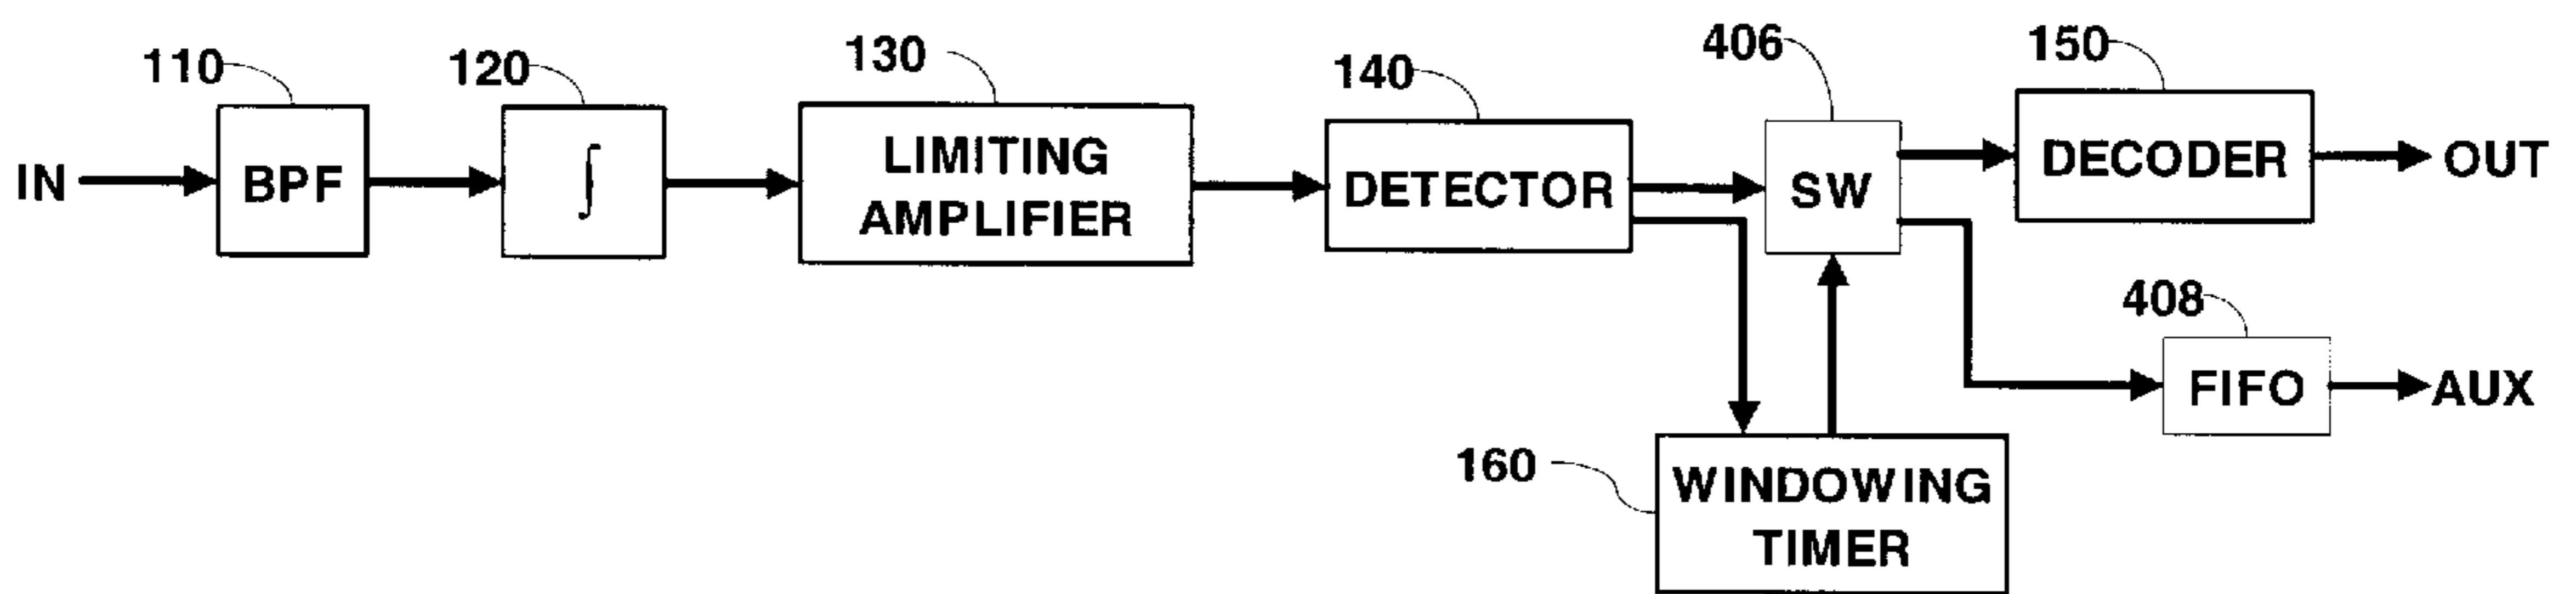 110
120
130
140
406
150
IN
BPF
∫
LIMITING
AMPLIFIER
DETECTOR
SW
DECODER
OUT
408
FIFO
AUX
160
WINDOWING
TIMER